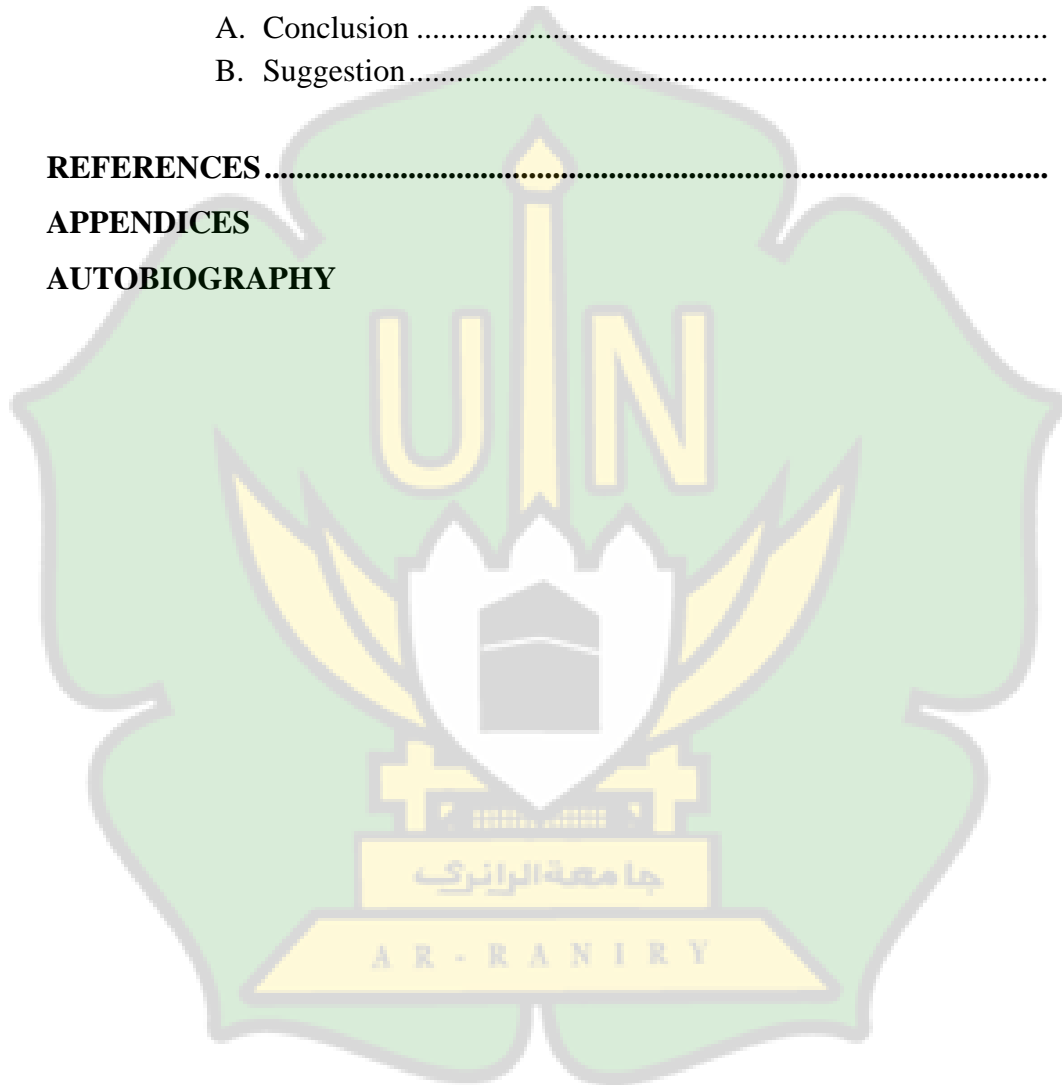 A. Conclusion ...............................................................................
B. Suggestion................................................................................
REFERENCES.......................................................................................
APPENDICES
AUTOBIOGRAPHY
U N
جامعة الرانري
AR-RANIRY